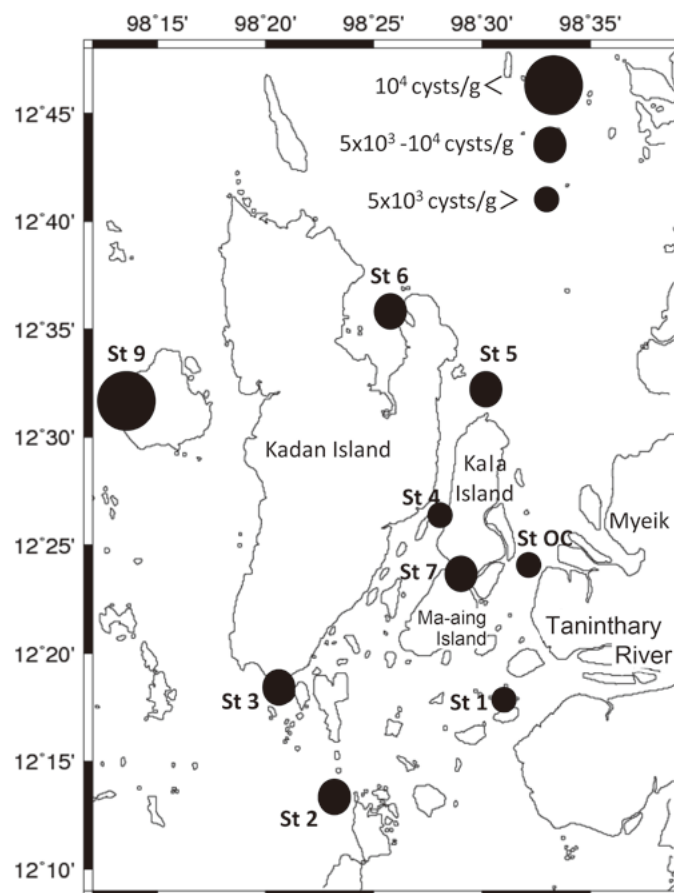 98˚15' 98˚20' 98˚25' 98˚30' 98˚35'
12˚45'
12˚40'
12˚35'
12˚30'
12˚25'
12˚20'
12˚15'
12˚10'
10⁴ cysts/g <
5x10³ -10⁴ cysts/g
5x10³ cysts/g >
St 6
St 9
St 5
Kadan Island
Kala
Island
St 4
Myeik
St OC
St 7
Ma-aing
Island
Taninthary
River
St 3
St 1
St 2